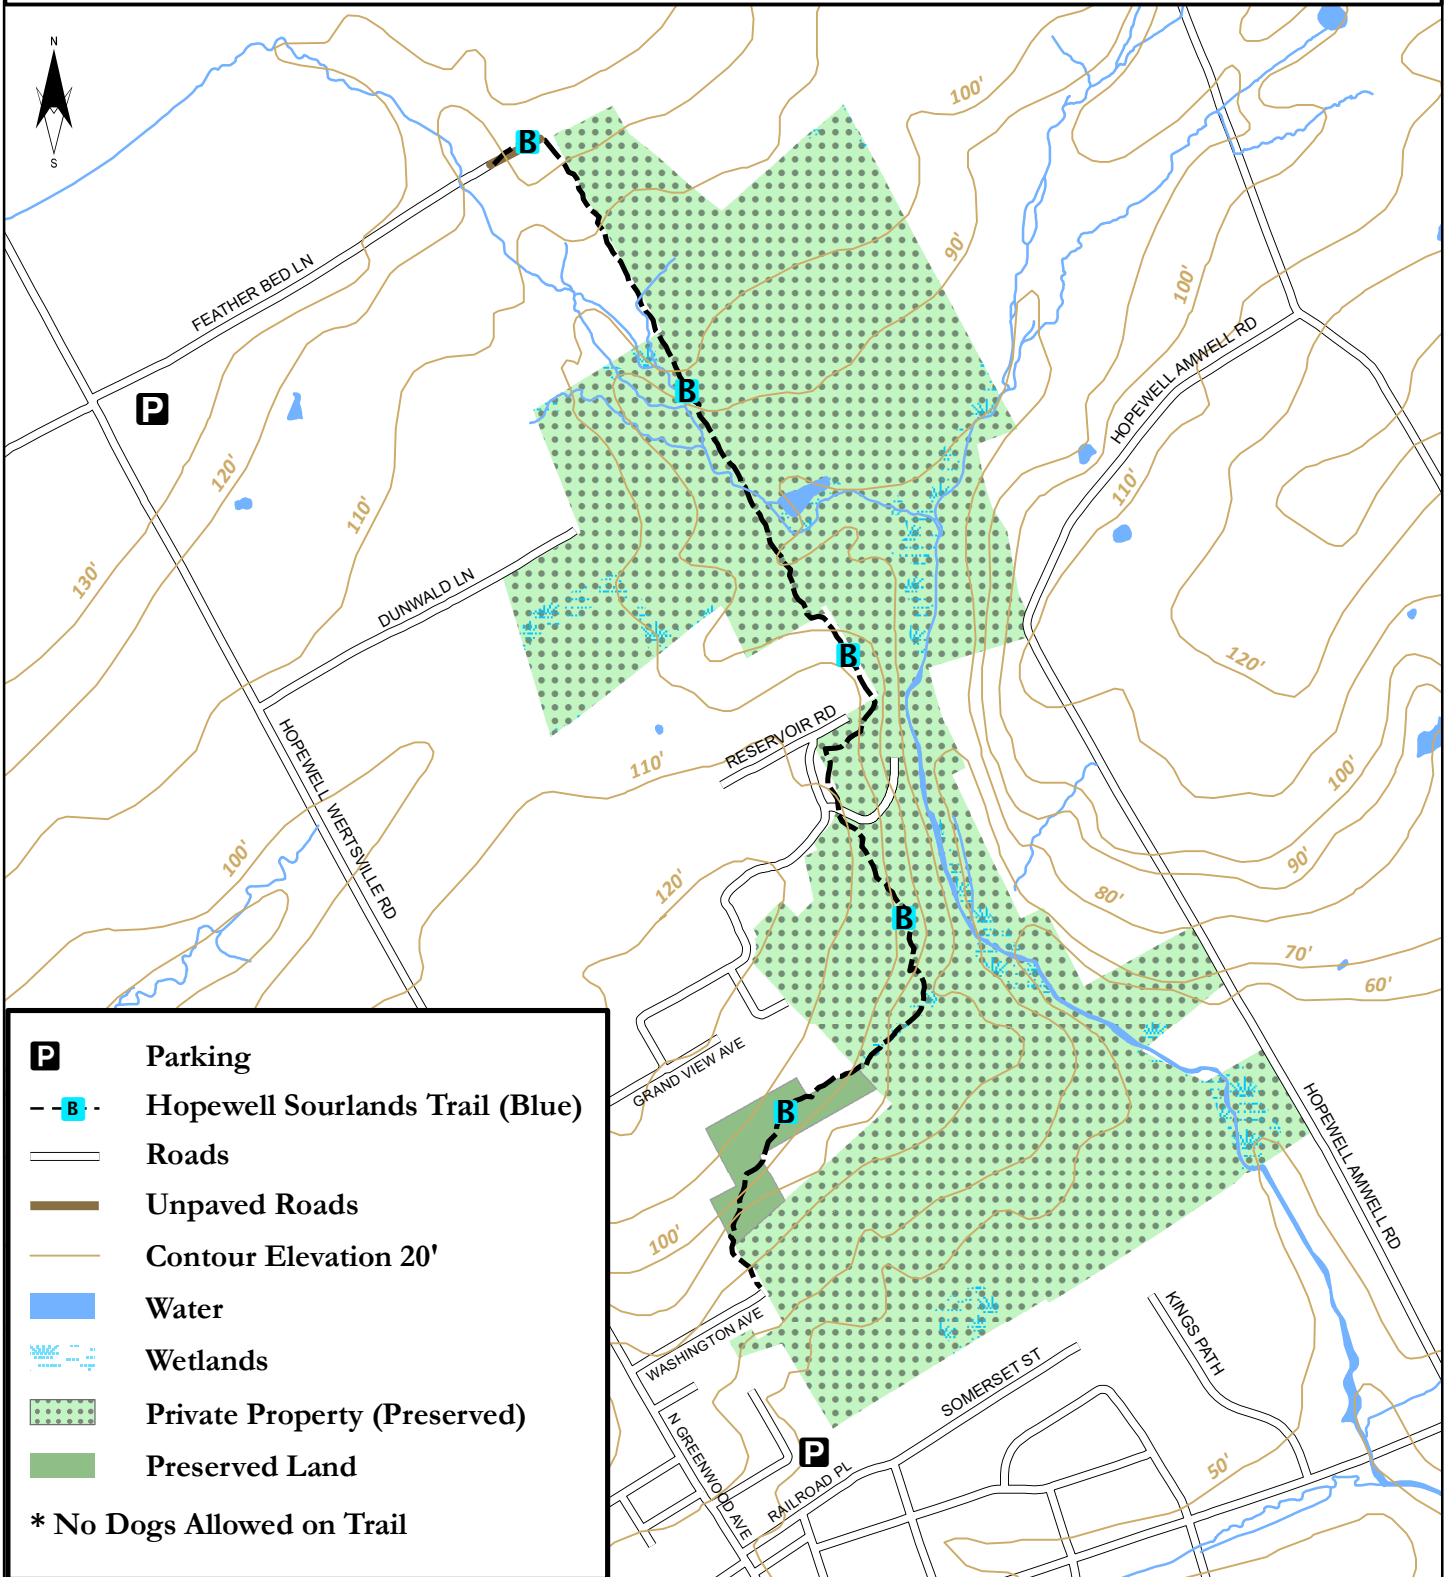 N
S
100'
B
90'
100'
FEATHER BED LN
HOPEWELL AMWELL RD
P
B
120'
110'
110'
130'
DUNWALD LN
B
120'
HOPEWELL WERTSVILLE RD
RESERVOIR RD
110'
100'
100'
120'
90'
80'
B
70'
60'
GRAND VIEW AVE
B
HOPEWELL AMWELL RD
100'
WASHINGTON AVE
KINGS PATH
SOMERSET ST
N GREENWOOD AVE
P
RAILROAD PL
50'
P Parking
B Hopewell Sourlands Trail (Blue)
Roads
Unpaved Roads
Contour Elevation 20'
Water
Wetlands
Private Property (Preserved)
Preserved Land
* No Dogs Allowed on Trail